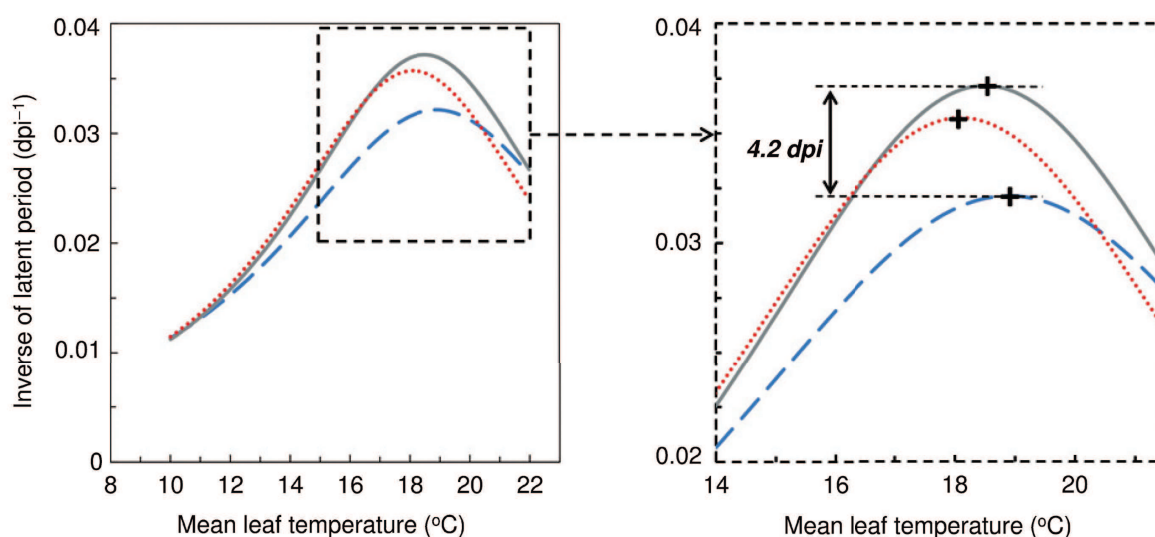 Inverse of latent period (dpi⁻¹)
0.04
0.03
0.02
0.01
0
8 10 12 14 16 18 20 22
Mean leaf temperature (ºC)
0.04
0.03
0.02
4.2 dpi
14 16 18 20
Mean leaf temperature (ºC)